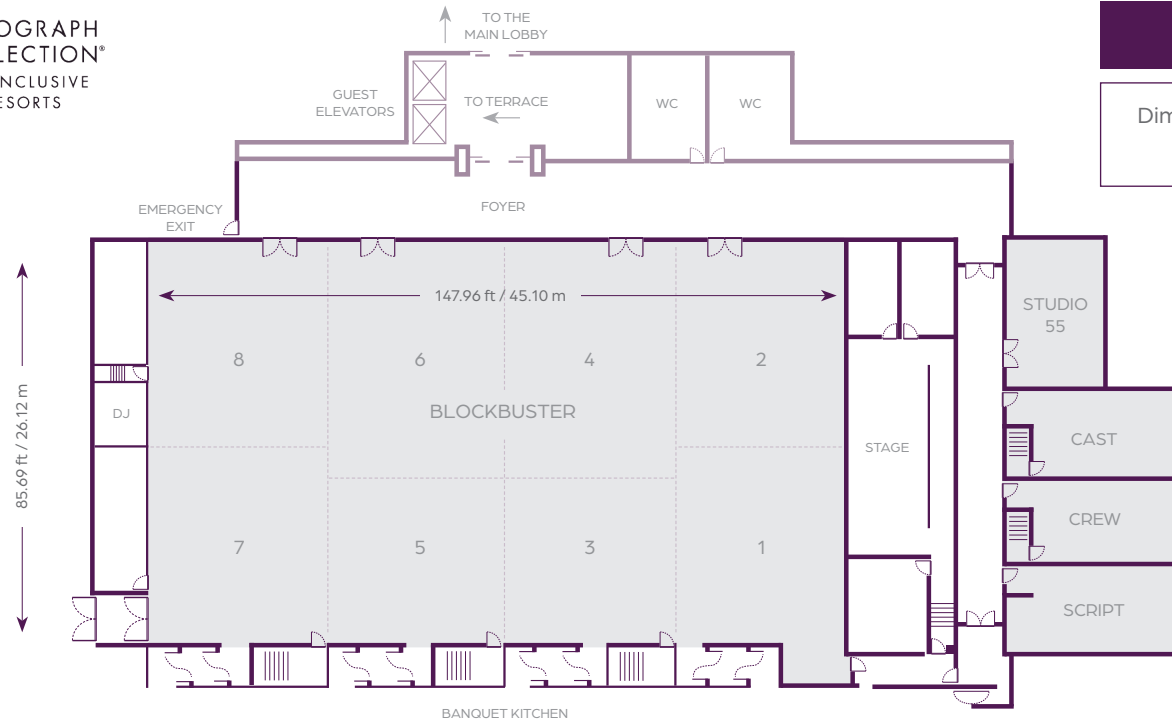 OGRAPH
LECTION®
NCLUSIVE
ESORTS
TO THE
MAIN LOBBY
GUEST
ELEVATORS
TO TERRACE
WC
WC
Dim
EMERGENCY
EXIT
FOYER
147.96 ft / 45.10 m
85.69 ft / 26.12 m
STUDIO
55
8
6
4
2
BLOCKBUSTER
DJ
STAGE
CAST
7
5
3
1
CREW
SCRIPT
BANQUET KITCHEN